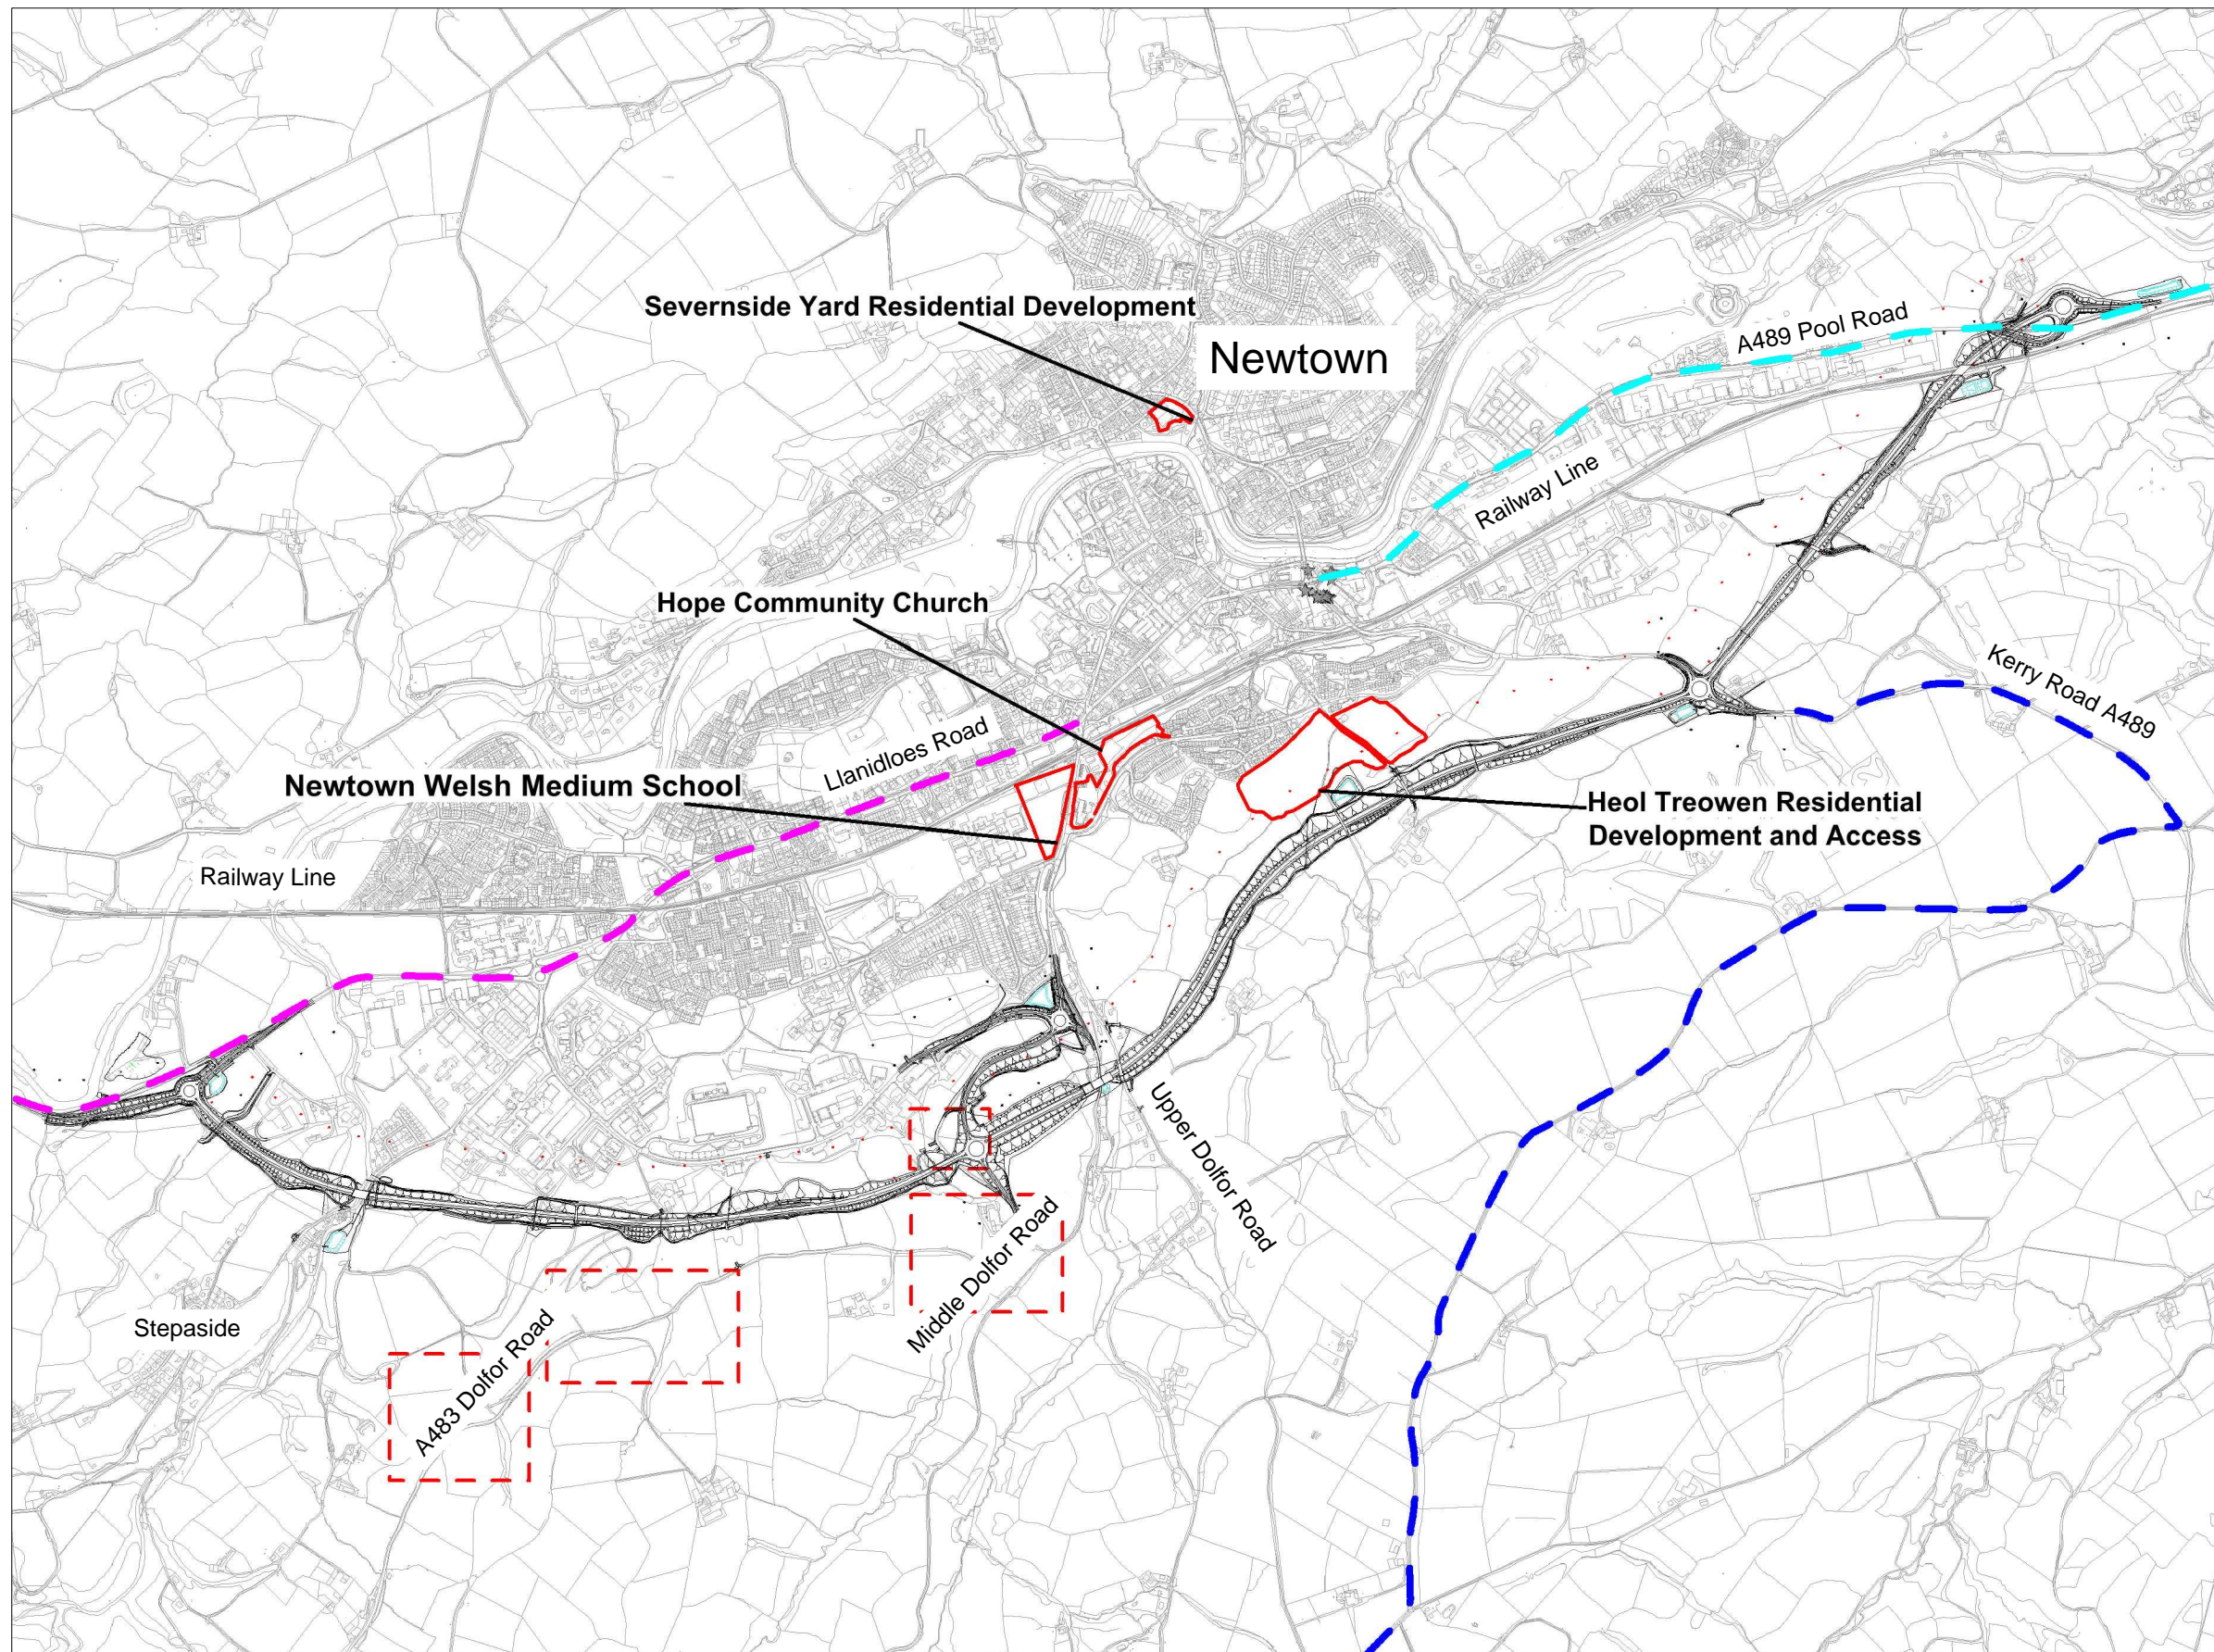 Severnside Yard Residential Development
Newtown
A489 Pool Road
Railway Line
Hope Community Church
Kerry Road A489
Llanidloes Road
Newtown Welsh Medium School
Heol Treowen Residential
Development and Access
Railway Line
Upper Dolfor Road
Middle Dolfor Road
Stepaside
A483 Dolfor Road